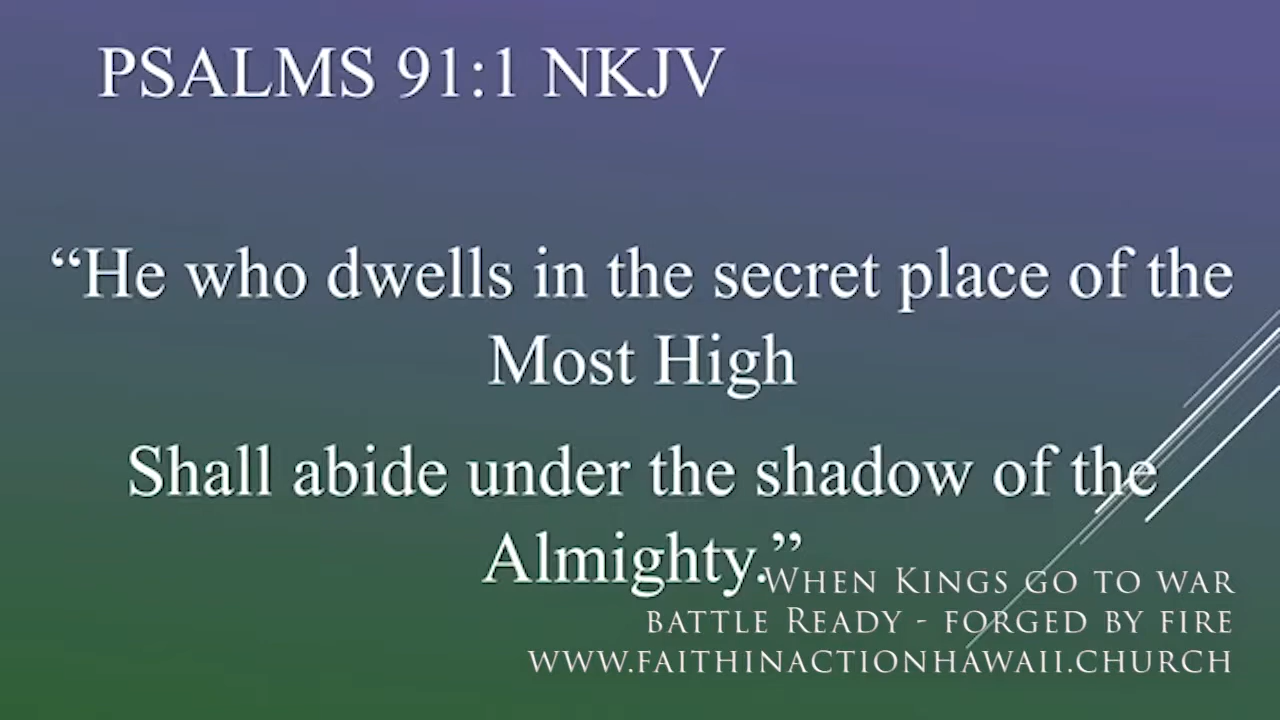 PSALMS 91:1 NKJV
“He who dwells in the secret place of the
Most High
Shall abide under the shadow of the
Almighty.”
WHEN KINGS GO TO WAR
BATTLE READY - FORGED BY FIRE
WWW.FAITHINACTIONHAWAII.CHURCH